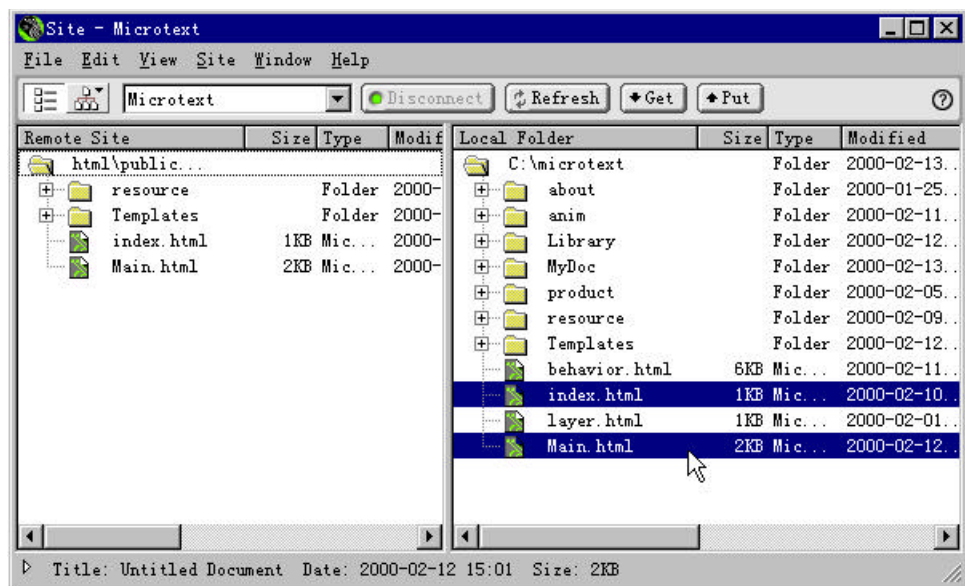 Site - Microtext
File Edit View Site Window Help
Microtext Disconnect Refresh Get Put
Remote Site Size Type Modif
html\public...
resource Folder 2000-
Templates Folder 2000-
index.html 1KB Mic... 2000-
Main.html 2KB Mic... 2000-
Local Folder Size Type Modified
C:\microtext Folder 2000-02-13..
about Folder 2000-01-25..
anim Folder 2000-02-11..
Library Folder 2000-02-12..
MyDoc Folder 2000-02-13..
product Folder 2000-02-05..
resource Folder 2000-02-09..
Templates Folder 2000-02-12..
behavior.html 6KB Mic... 2000-02-11..
index.html 1KB Mic... 2000-02-10..
layer.html 1KB Mic... 2000-02-01..
Main.html 2KB Mic... 2000-02-12..
Title: Untitled Document Date: 2000-02-12 15:01 Size: 2KB